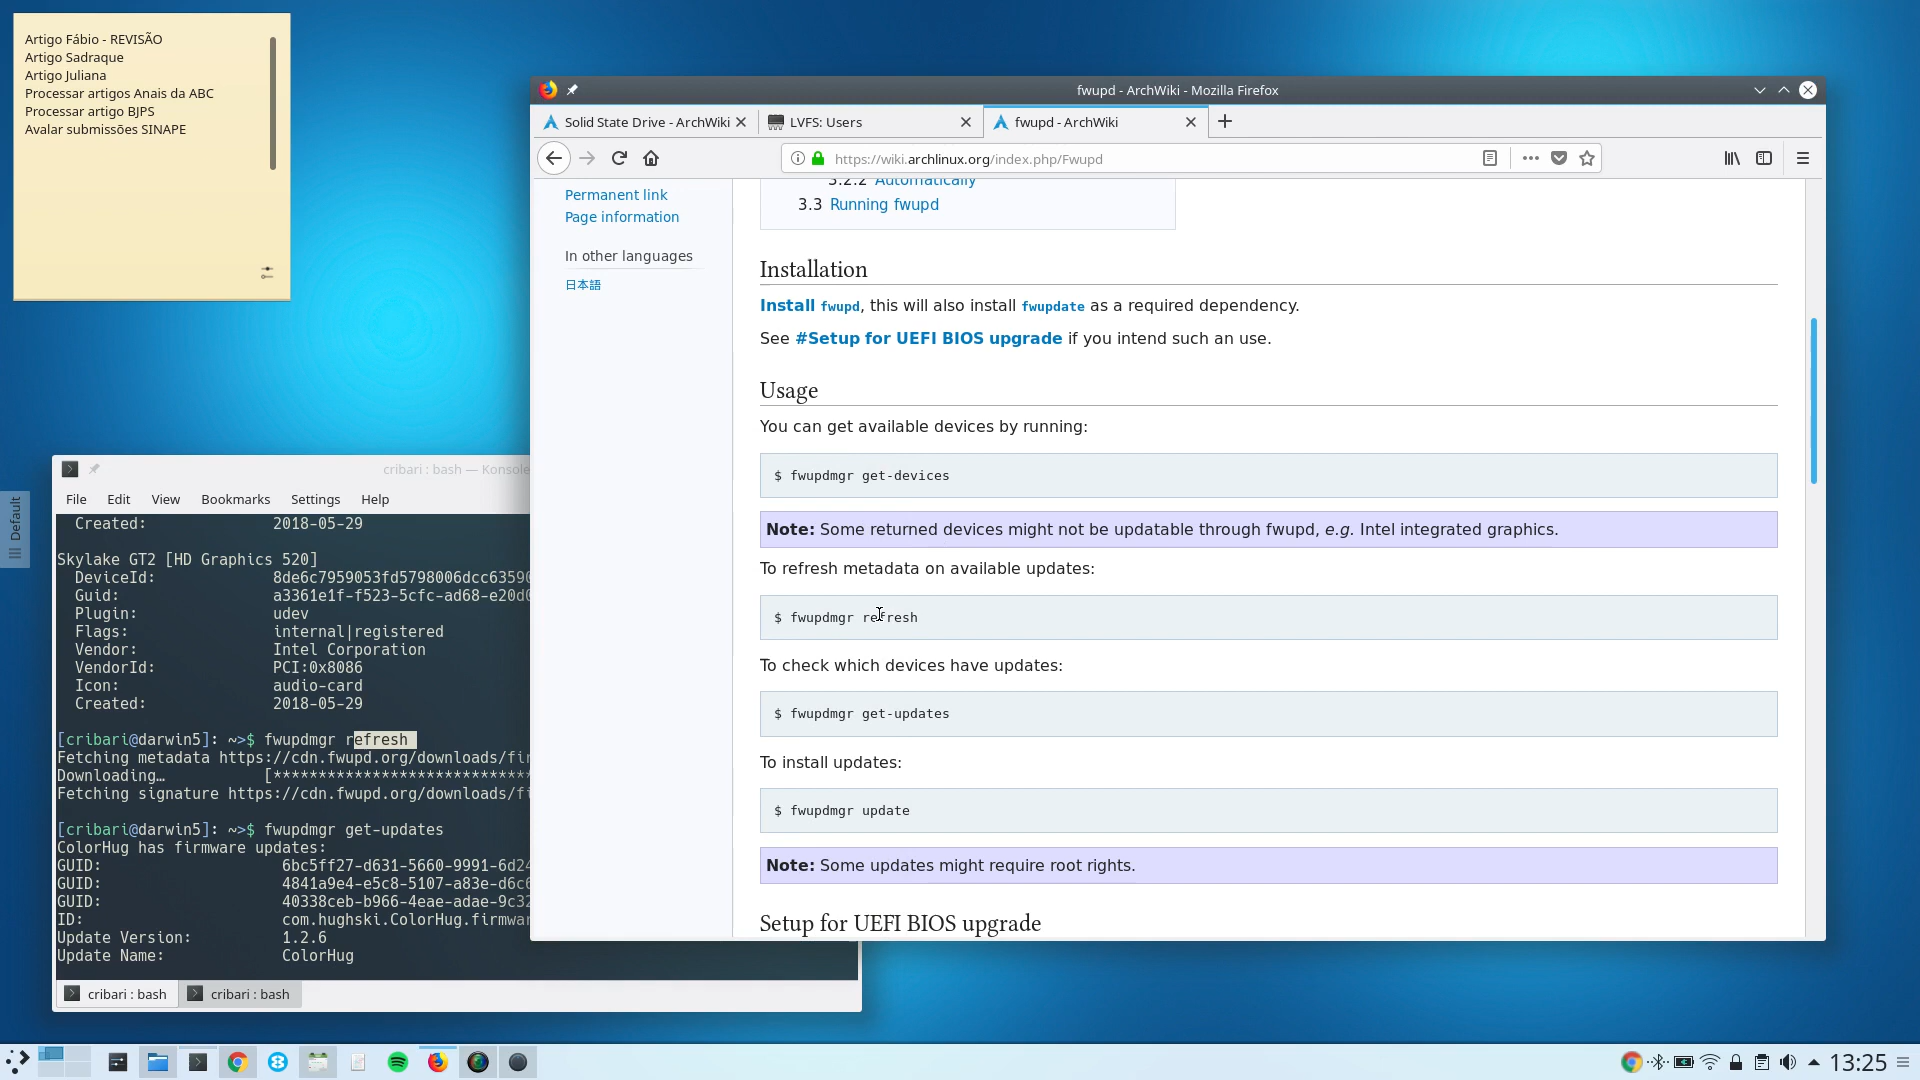 Artigo Fábio - REVISÃO
Artigo Sadraque
Artigo Juliana
Processar artigos Anais da ABC
Processar artigo BJPS
Avalar submissões SINAPE
fwupd - ArchWiki - Mozilla Firefox
Solid State Drive - ArchWiki
LVFS: Users
fwupd - ArchWiki
https://wiki.archlinux.org/index.php/Fwupd
Permanent link
Page information
In other languages
日本語
3.2.2 Automatically
3.3 Running fwupd
Installation
Install fwupd, this will also install fwupdate as a required dependency.
See #Setup for UEFI BIOS upgrade if you intend such an use.
Usage
You can get available devices by running:
$ fwupdmgr get-devices
Note: Some returned devices might not be updatable through fwupd, e.g. Intel integrated graphics.
To refresh metadata on available updates:
$ fwupdmgr refresh
To check which devices have updates:
$ fwupdmgr get-updates
To install updates:
$ fwupdmgr update
Note: Some updates might require root rights.
Setup for UEFI BIOS upgrade
Default
cribari : bash — Konsole
File Edit View Bookmarks Settings Help
Created: 2018-05-29
Skylake GT2 [HD Graphics 520]
DeviceId: 8de6c7959053fd5798006dcc63590
Guid: a3361e1f-f523-5cfc-ad68-e20d0
Plugin: udev
Flags: internal|registered
Vendor: Intel Corporation
VendorId: PCI:0x8086
Icon: audio-card
Created: 2018-05-29
[cribari@darwin5]: ~>$ fwupdmgr refresh
Fetching metadata https://cdn.fwupd.org/downloads/fir
Downloading… [*****************************
Fetching signature https://cdn.fwupd.org/downloads/fi
[cribari@darwin5]: ~>$ fwupdmgr get-updates
ColorHug has firmware updates:
GUID: 6bc5ff27-d631-5660-9991-6d24
GUID: 4841a9e4-e5c8-5107-a83e-d6c6
GUID: 40338ceb-b966-4eae-adae-9c32
ID: com.hughski.ColorHug.firmwar
Update Version: 1.2.6
Update Name: ColorHug
cribari : bash
cribari : bash
13:25